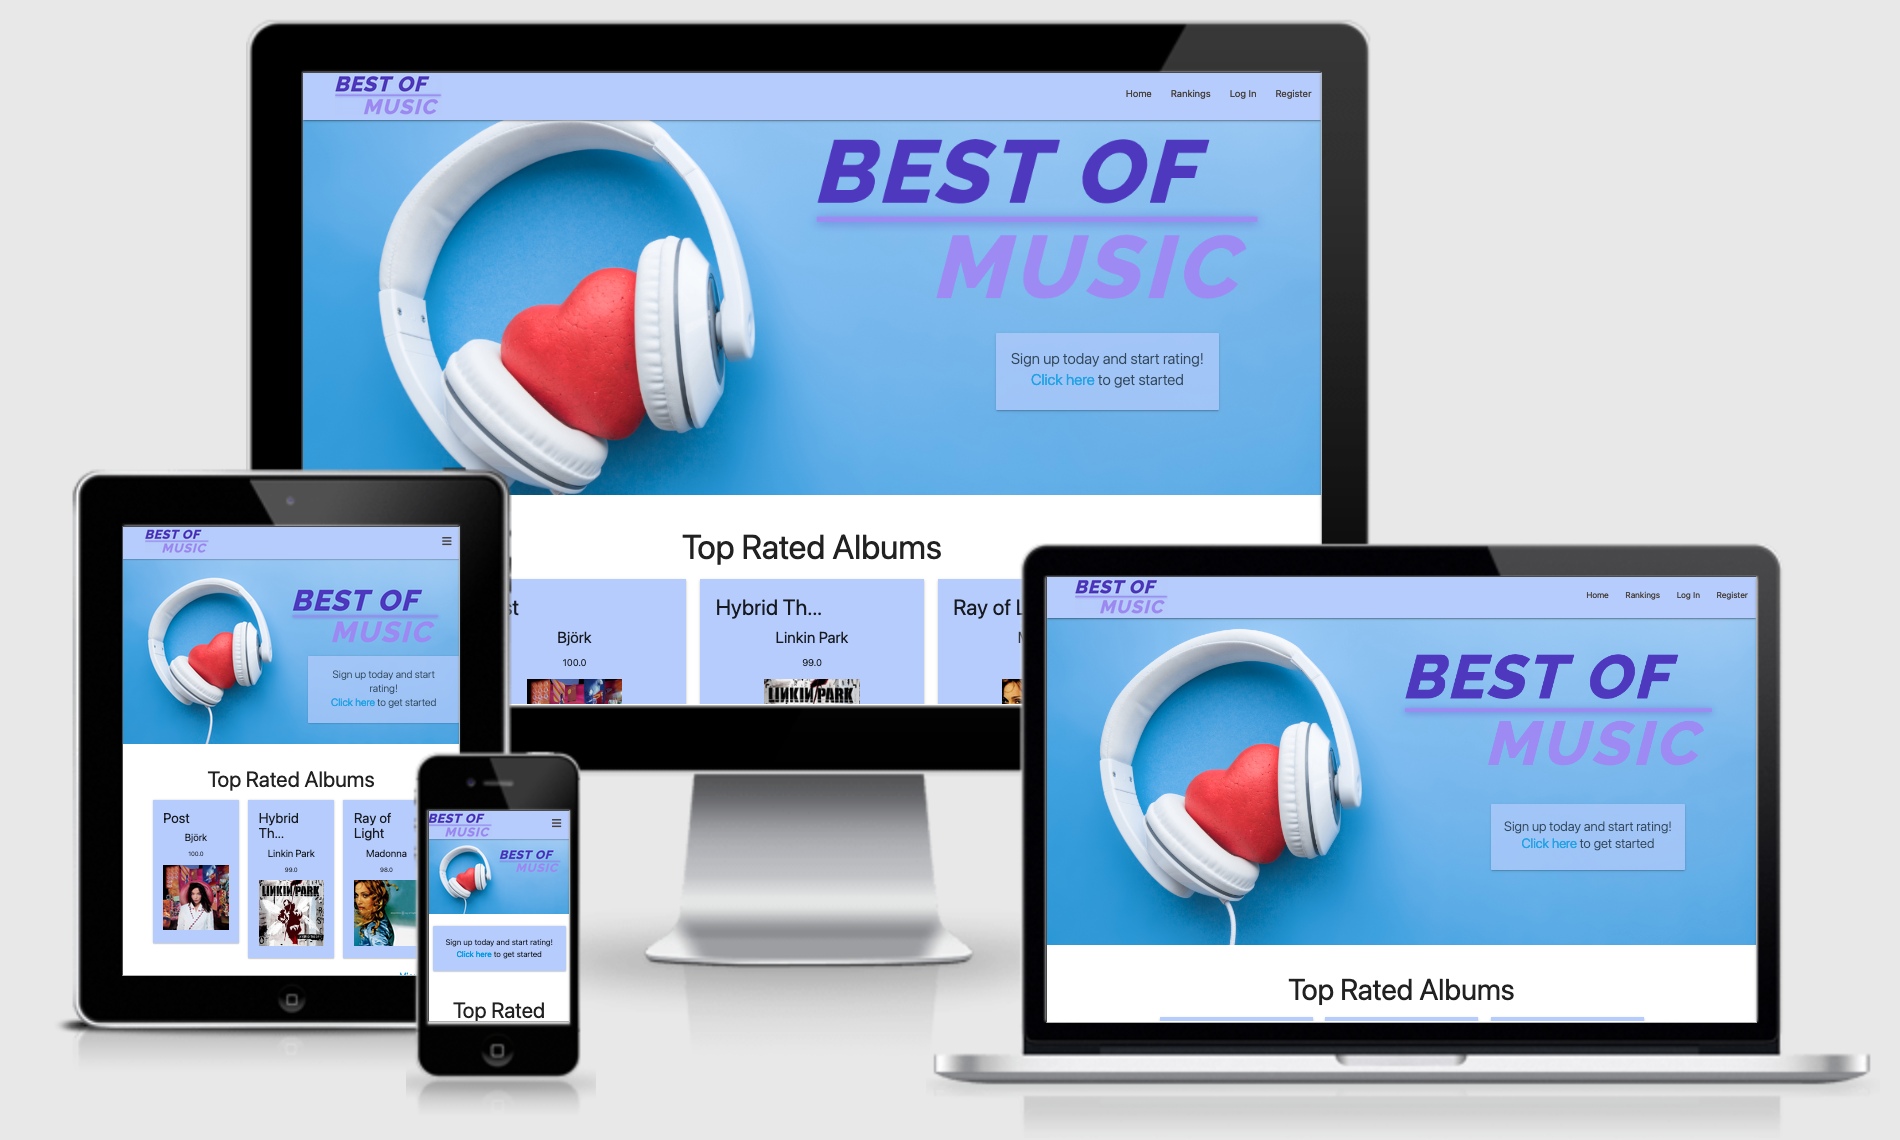 BEST OF
MUSIC
Home Rankings Log In Register
BEST OF
MUSIC
Sign up today and start rating!
Click here to get started
Top Rated Albums
st
Hybrid Th...
Ray of L
Björk
Linkin Park
M
100.0
99.0
LINKIN PARK
BEST OF
MUSIC
BEST OF
MUSIC
Sign up today and start
rating!
Click here to get started
Top Rated Albums
Post
Björk
100.0
Hybrid
Th...
Linkin Park
99.0
LINKIN PARK
Ray of
Light
Madonna
98.0
BEST OF
MUSIC
BEST OF
MUSIC
Sign up today and start rating!
Click here to get started
Top Rated
BEST OF
MUSIC
Home Rankings Log In Register
BEST OF
MUSIC
Sign up today and start rating!
Click here to get started
Top Rated Albums